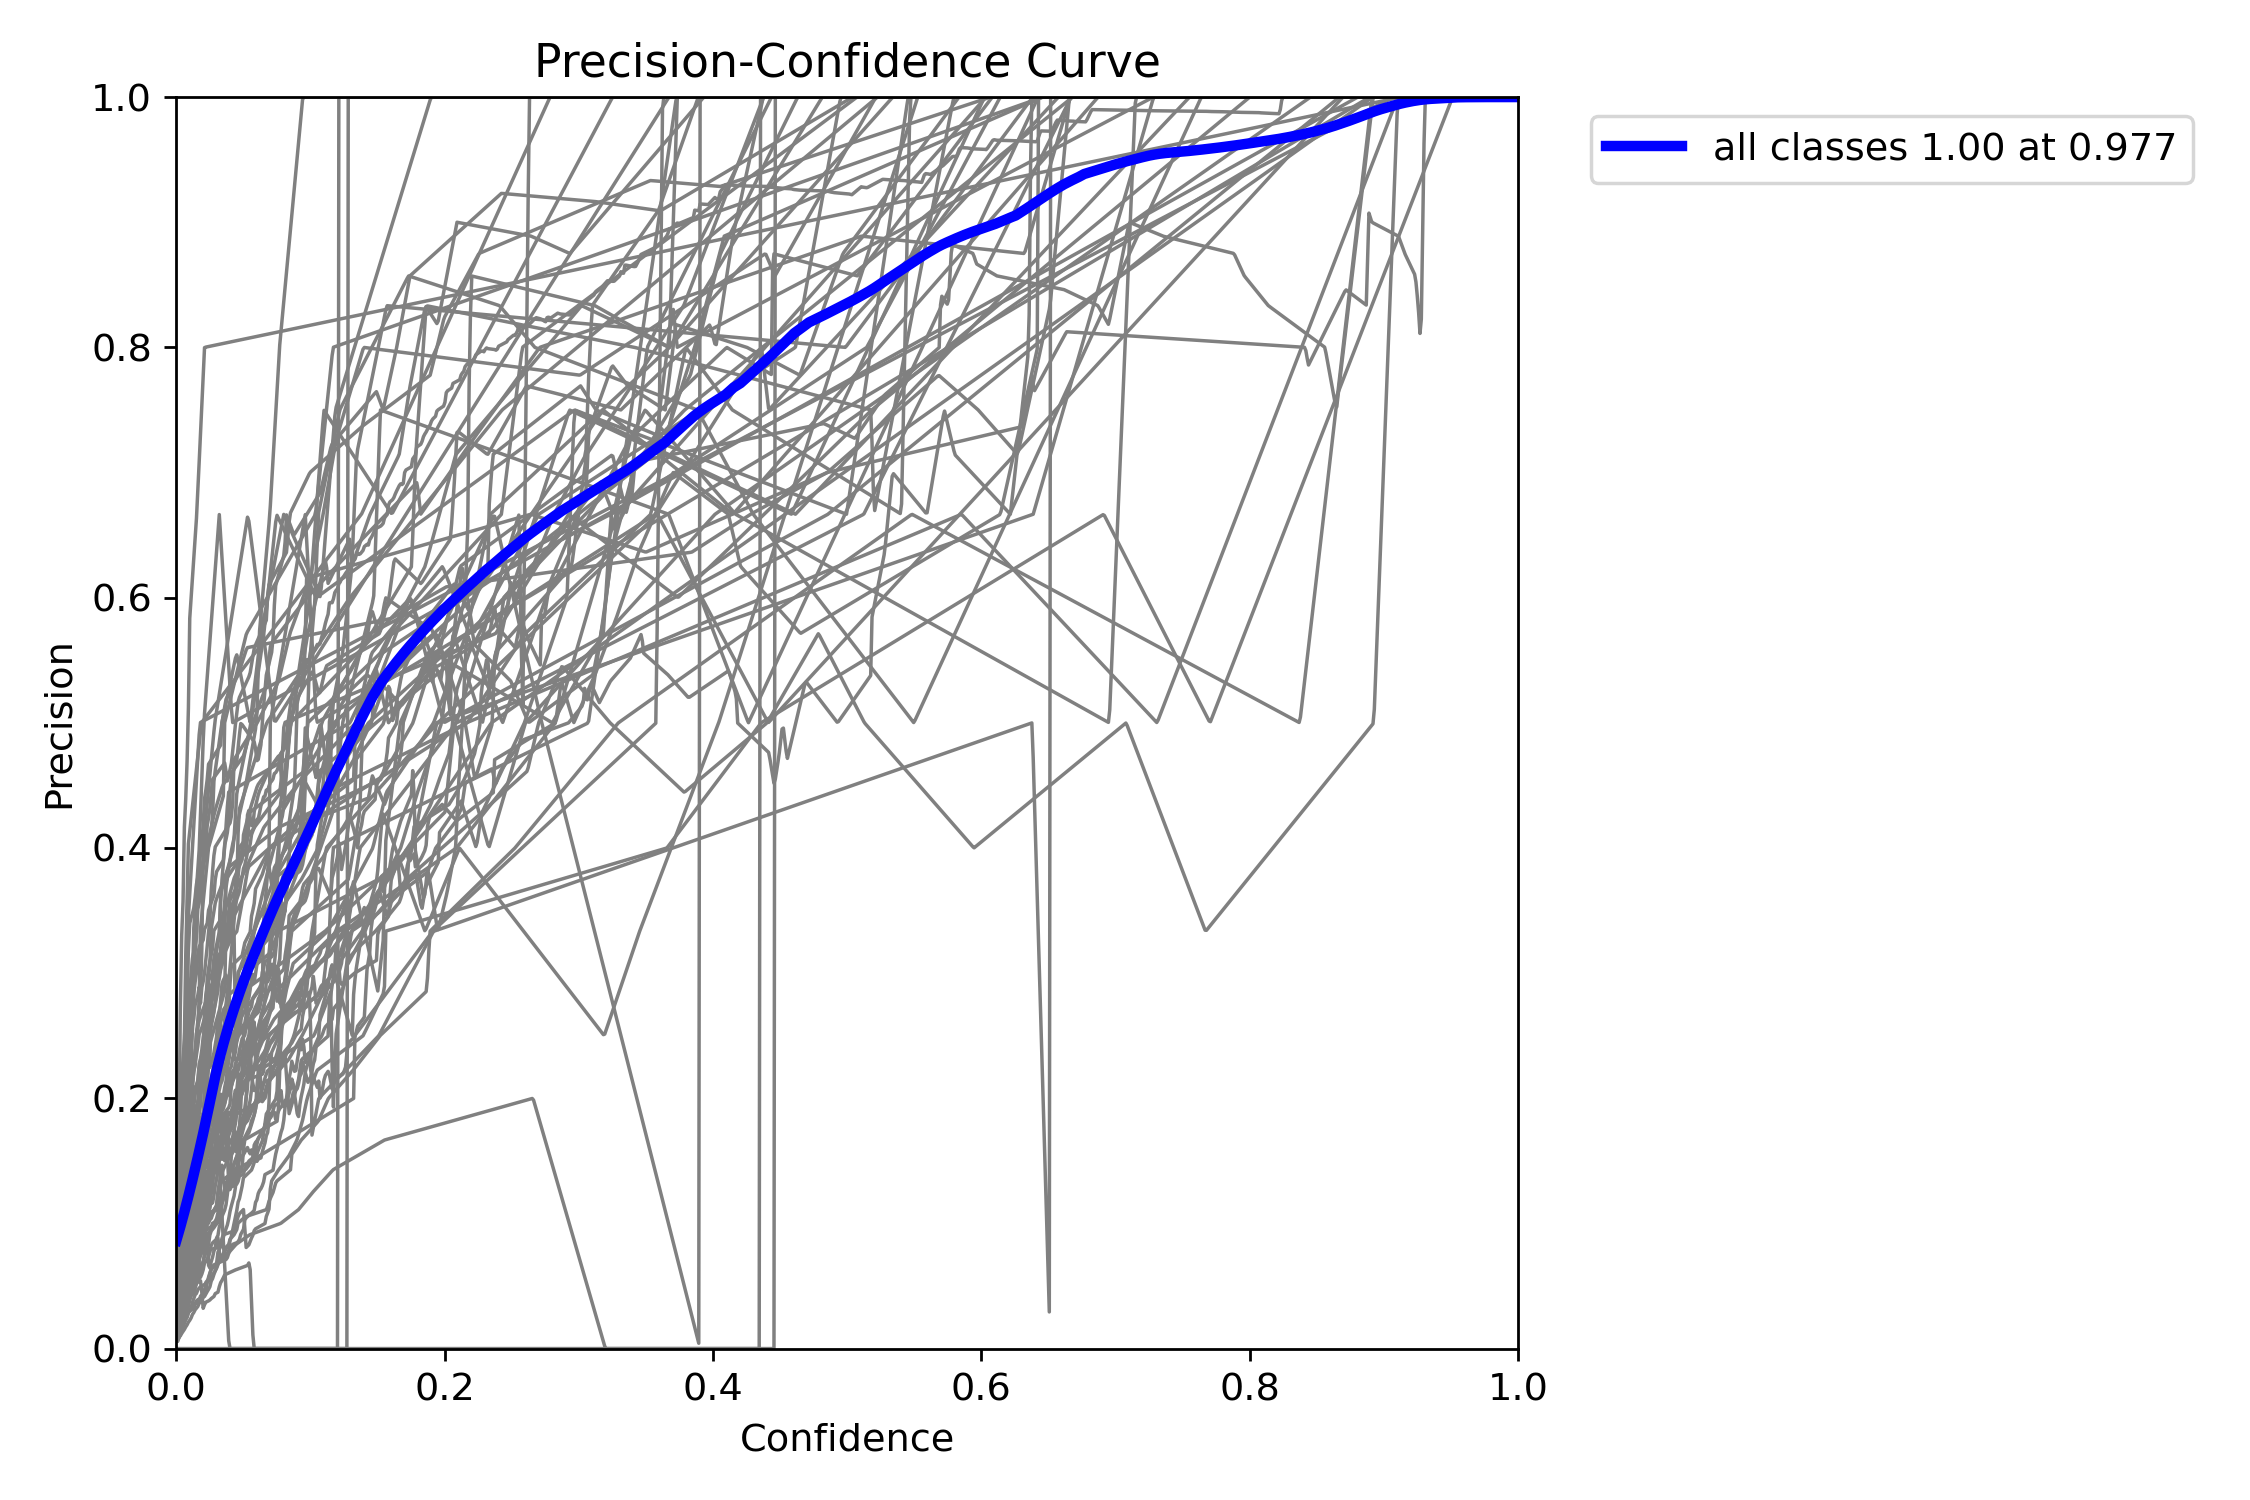 Precision-Confidence Curve
all classes 1.00 at 0.977
Precision
1.0
0.8
0.6
0.4
0.2
0.0
0.0 0.2 0.4 0.6 0.8 1.0
Confidence